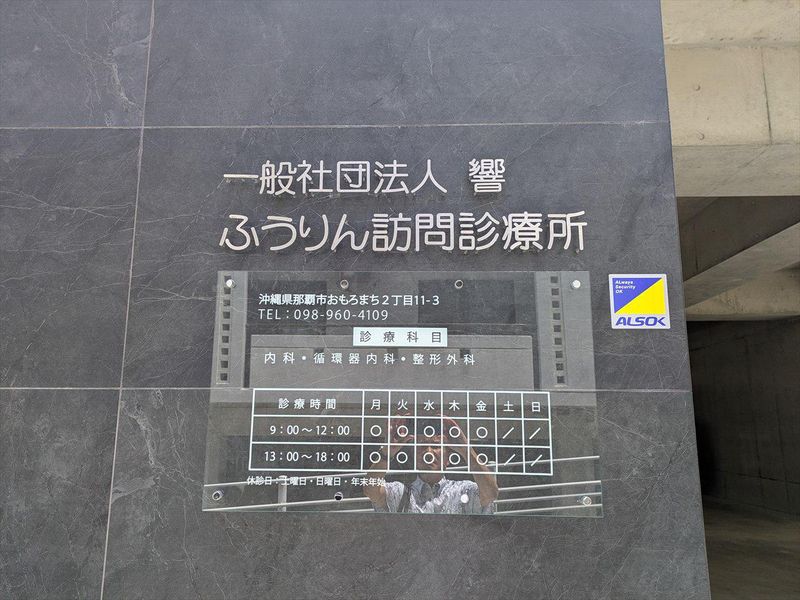 一般社団法人 響
ふうりん訪問診療所
沖縄県那覇市おもろまち2丁目11-3
TEL：098-960-4109
診療科目
内科・循環器内科・整形外科
診療時間 月 火 水 木 金 土 日
9：00～12：00 ○ ○ ○ ○ ○ ／ ／
13：00～18：00 ○ ○ ○ ○ ○ ／ ／
休診日：土曜日・日曜日・年末年始
ALways
Security
OK
ALSOK